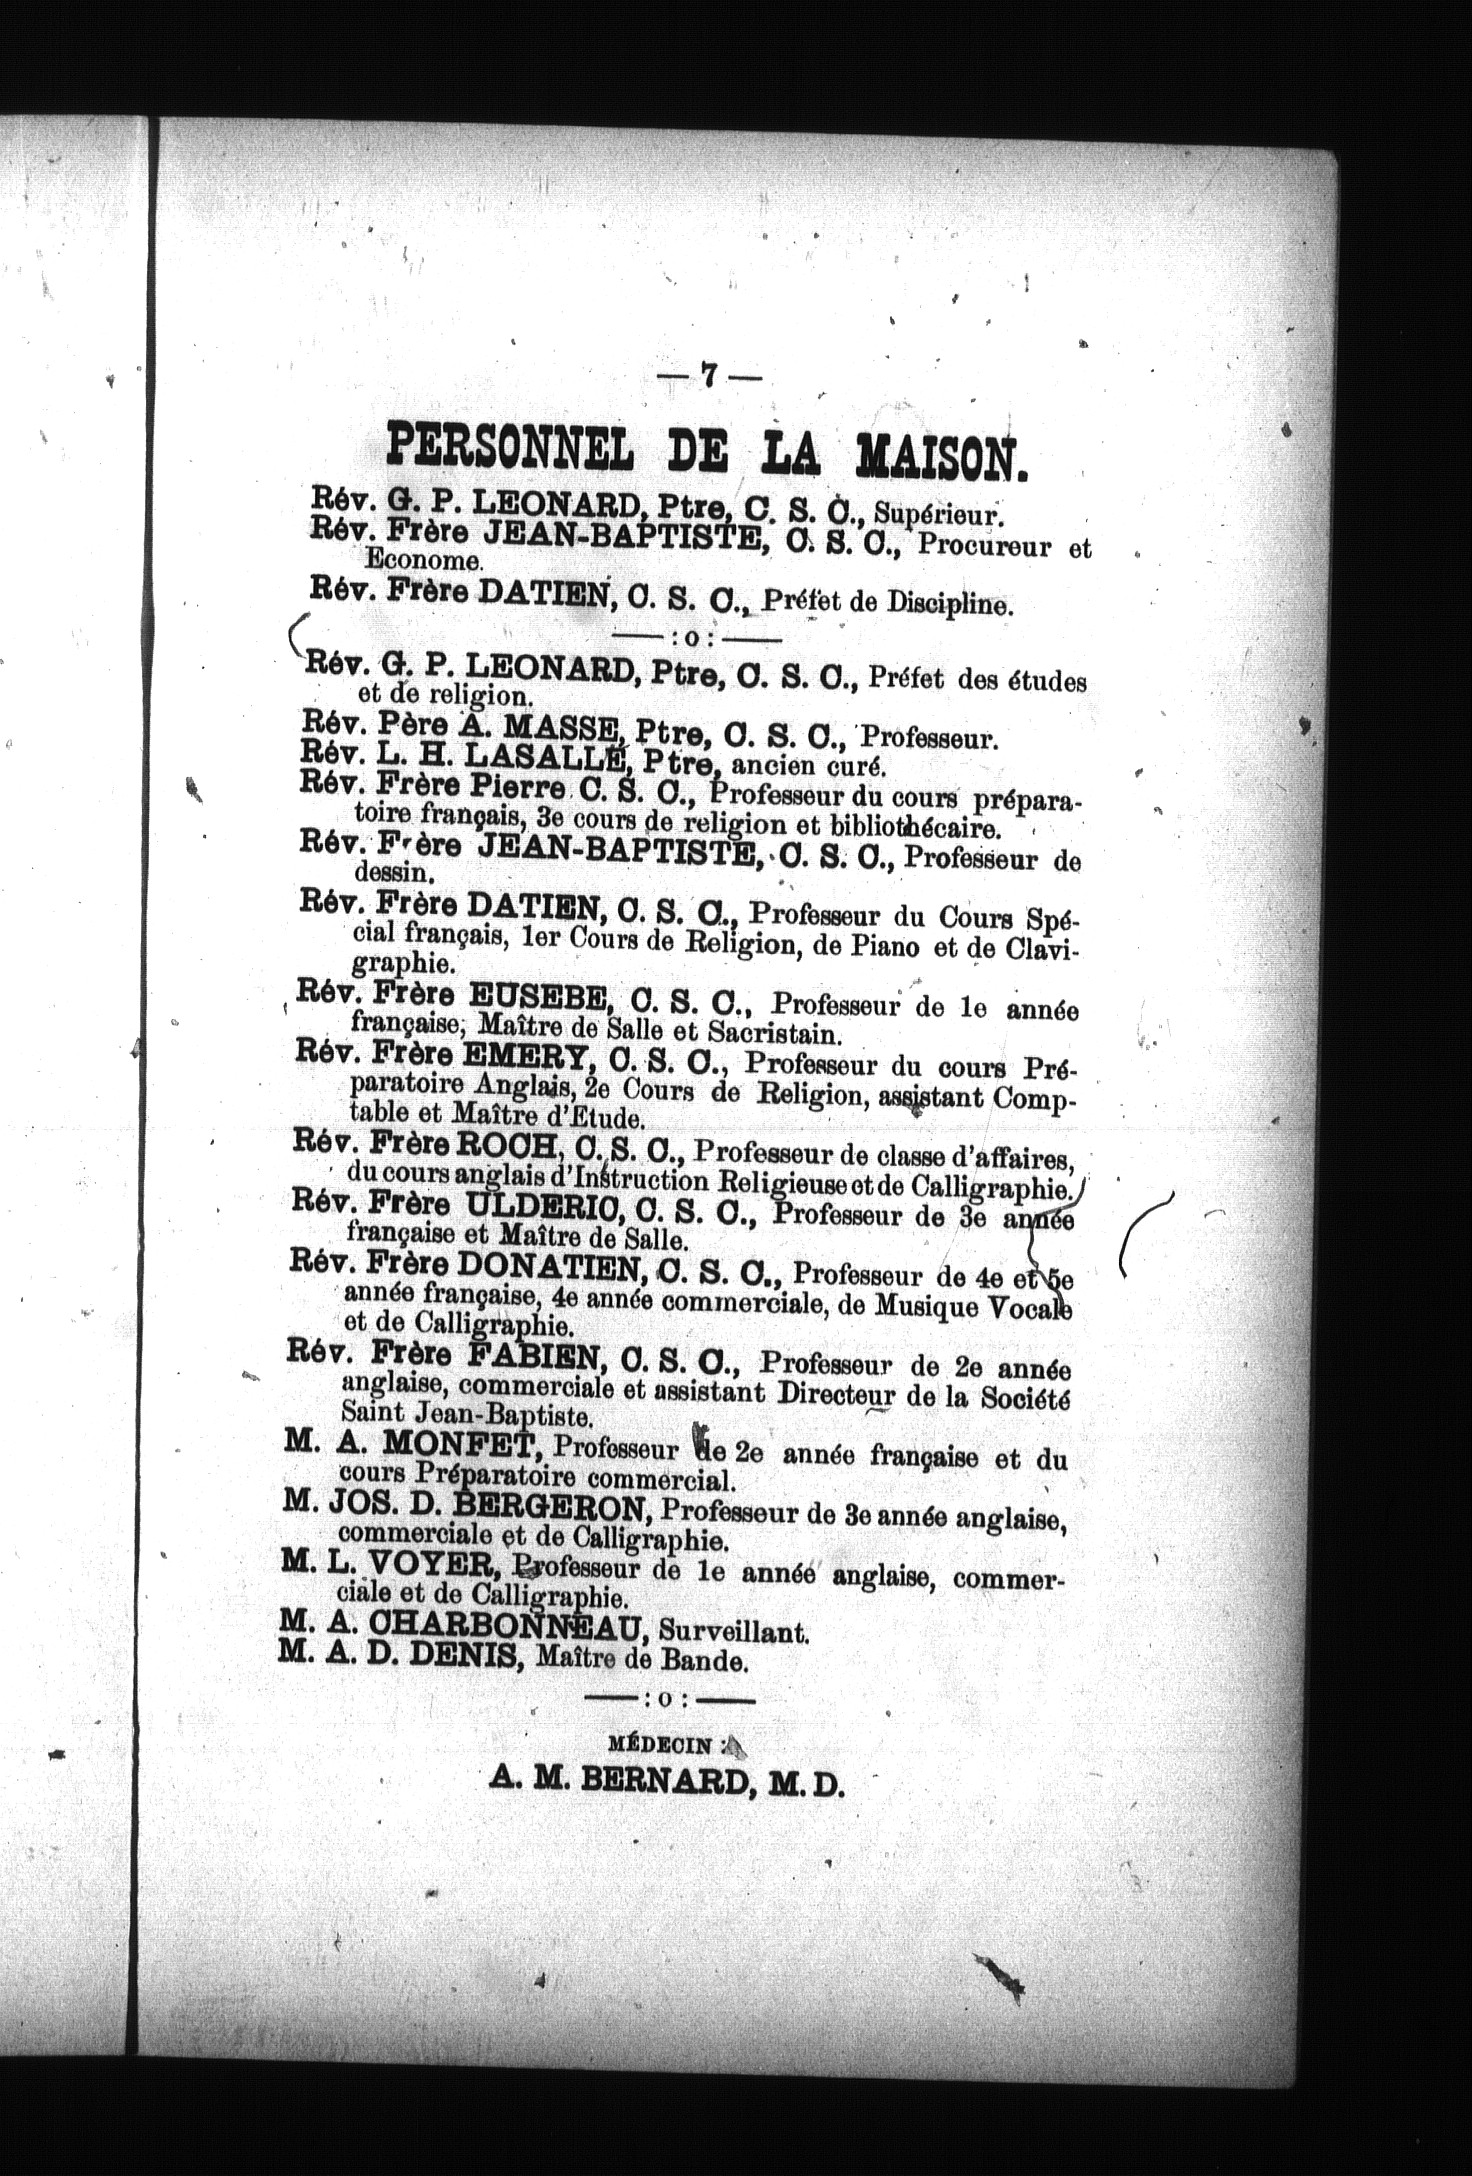 — 7 —
PERSONNEL DE LA MAISON.
Rév. G. P. LEONARD, Ptre, C. S. C., Supérieur.
Rév. Frère JEAN-BAPTISTE, C. S. C., Procureur et
Econome.
Rév. Frère DATIEN, C. S. C., Préfet de Discipline.
—— : o : ——
Rév. G. P. LEONARD, Ptre, C. S. C., Préfet des études
et de religion.
Rév. Père A. MASSE, Ptre, C. S. C., Professeur.
Rév. L. H. LASALLE, Ptre, ancien curé.
Rév. Frère Pierre C. S. C., Professeur du cours prépara-
toire français, 3e cours de religion et bibliothécaire.
Rév. Frère JEAN-BAPTISTE, C. S. C., Professeur de
dessin.
Rév. Frère DATIEN, C. S. C., Professeur du Cours Spé-
cial français, 1er Cours de Religion, de Piano et de Clavi-
graphie.
Rév. Frère EUSEBE, C. S. C., Professeur de 1e année
française, Maître de Salle et Sacristain.
Rév. Frère EMERY, C. S. C., Professeur du cours Pré-
paratoire Anglais, 2e Cours de Religion, assistant Comp-
table et Maître d'Etude.
Rév. Frère ROCH, C. S. C., Professeur de classe d'affaires,
du cours anglais d'Instruction Religieuse et de Calligraphie.
Rév. Frère ULDERIC, C. S. C., Professeur de 3e année
française et Maître de Salle.
Rév. Frère DONATIEN, C. S. C., Professeur de 4e et 5e
année française, 4e année commerciale, de Musique Vocale
et de Calligraphie.
Rév. Frère FABIEN, C. S. C., Professeur de 2e année
anglaise, commerciale et assistant Directeur de la Société
Saint Jean-Baptiste.
M. A. MONFET, Professeur de 2e année française et du
cours Préparatoire commercial.
M. JOS. D. BERGERON, Professeur de 3e année anglaise,
commerciale et de Calligraphie.
M. L. VOYER, Professeur de 1e année anglaise, commer-
ciale et de Calligraphie.
M. A. CHARBONNEAU, Surveillant.
M. A. D. DENIS, Maître de Bande.
—— : o : ——
MÉDECIN :
A. M. BERNARD, M. D.